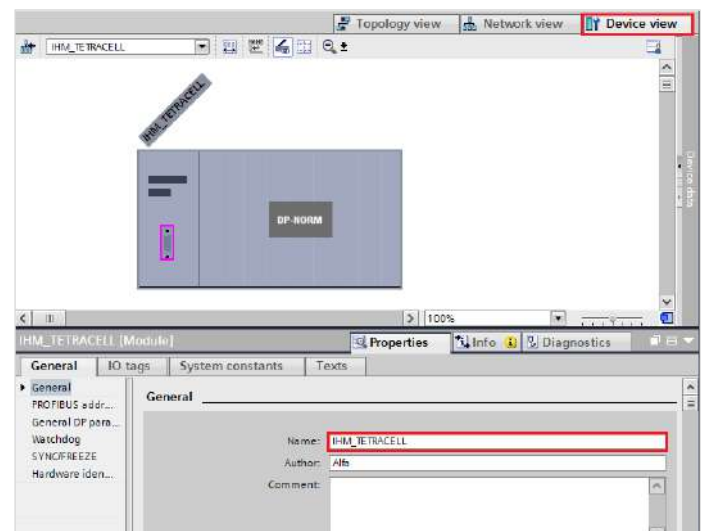 Topology view Network view Device view
IHM_TETRACELL
IHM_TETRACELL
DP-NORM
Device data
100%
IHM_TETRACELL [Module] Properties Info Diagnostics
General IO tags System constants Texts
General
PROFIBUS addr...
General DP para...
Watchdog
SYNC/FREEZE
Hardware iden...
General
Name: IHM_TETRACELL
Author: Alfa
Comment: